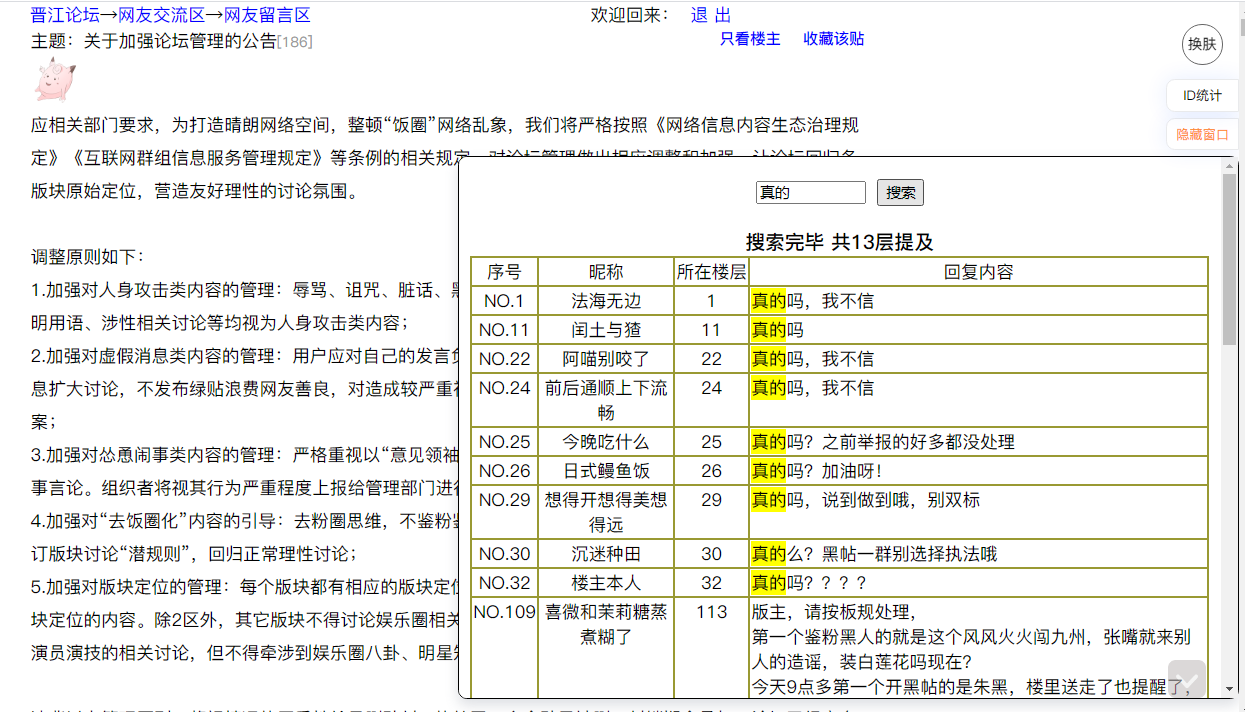 晋江论坛→网友交流区→网友留言区
欢迎回来： 退 出
主题：关于加强论坛管理的公告[186]
只看楼主 收藏该贴
换肤
ID统计
隐藏窗口
应相关部门要求，为打造晴朗网络空间，整顿“饭圈”网络乱象，我们将严格按照《网络信息内容生态治理规
定》《互联网群组信息服务管理规定》等条例的相关规定，对论坛管理做出相应调整和加强，让论坛回归各
版块原始定位，营造友好理性的讨论氛围。
调整原则如下：
1.加强对人身攻击类内容的管理：辱骂、诅咒、脏话、
明用语、涉性相关讨论等均视为人身攻击类内容；
2.加强对虚假消息类内容的管理：用户应对自己的发言
息扩大讨论，不发布绿贴浪费网友善良，对造成较严重
案；
3.加强对怂恿闹事类内容的管理：严格重视以“意见领袖
事言论。组织者将视其行为严重程度上报给管理部门进
4.加强对“去饭圈化”内容的引导：去粉圈思维，不鉴粉
订版块讨论“潜规则”，回归正常理性讨论；
5.加强对版块定位的管理：每个版块都有相应的版块定
块定位的内容。除2区外，其它版块不得讨论娱乐圈相
演员演技的相关讨论，但不得牵涉到娱乐圈八卦、明星
真的 搜索
搜索完毕 共13层提及
序号 昵称 所在楼层 回复内容
NO.1 法海无边 1 真的吗，我不信
NO.11 闰土与猹 11 真的吗
NO.22 阿喵别咬了 22 真的吗，我不信
NO.24 前后通顺上下流 24 真的吗，我不信
畅
NO.25 今晚吃什么 25 真的吗？之前举报的好多都没处理
NO.26 日式鳗鱼饭 26 真的吗？加油呀！
NO.29 想得开想得美想 29 真的吗，说到做到哦，别双标
得远
NO.30 沉迷种田 30 真的么？黑帖一群别选择执法哦
NO.32 楼主本人 32 真的吗？？？？
NO.109 喜微和茉莉糖蒸 113 版主，请按板规处理，
煮糊了 第一个鉴粉黑人的就是这个风风火火闯九州，张嘴就来别
人的造谣，装白莲花吗现在？
今天9点多第一个开黑帖的是朱黑，楼里送走了也提醒了，